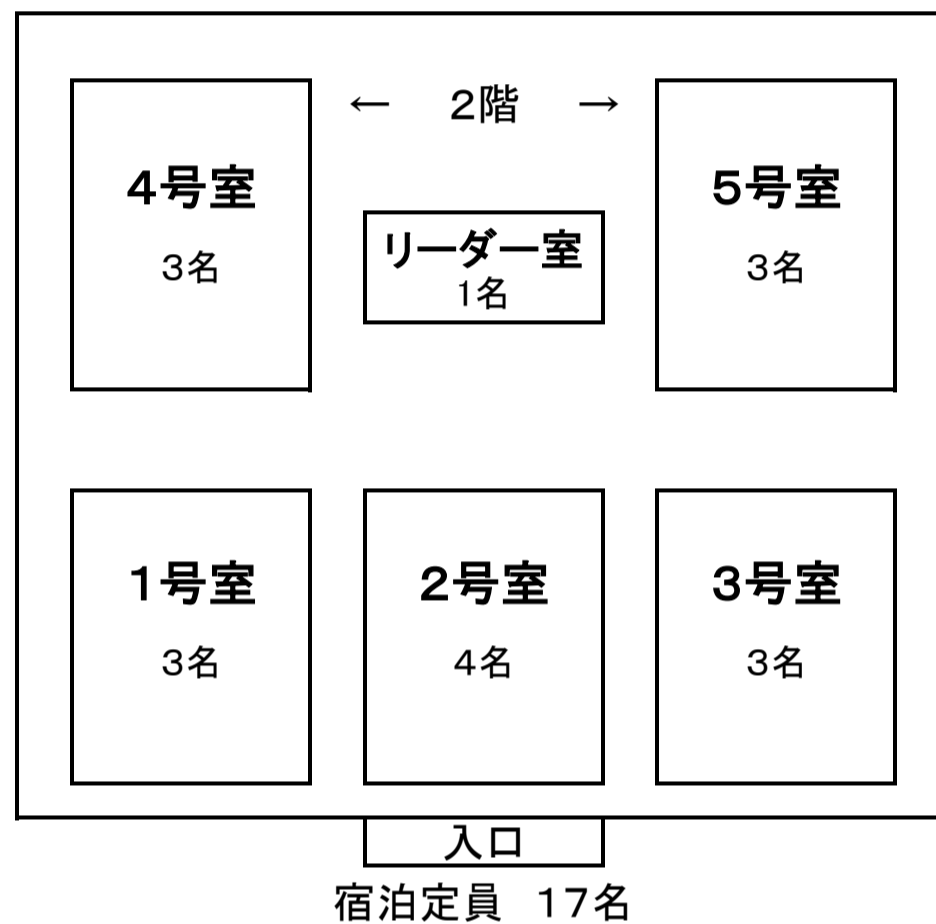 ← 2階 →
4号室
3名
リーダー室
1名
5号室
3名
1号室
3名
2号室
4名
3号室
3名
入口
宿泊定員 17名